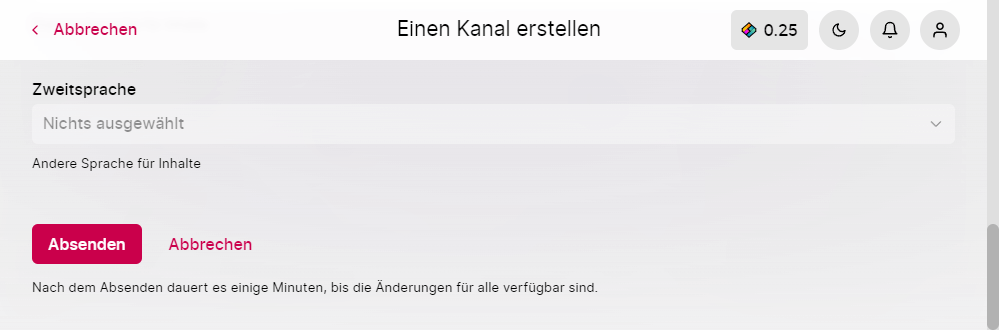 Abbrechen
Einen Kanal erstellen
0.25
Zweitsprache
Nichts ausgewählt
Andere Sprache für Inhalte
Absenden
Abbrechen
Nach dem Absenden dauert es einige Minuten, bis die Änderungen für alle verfügbar sind.